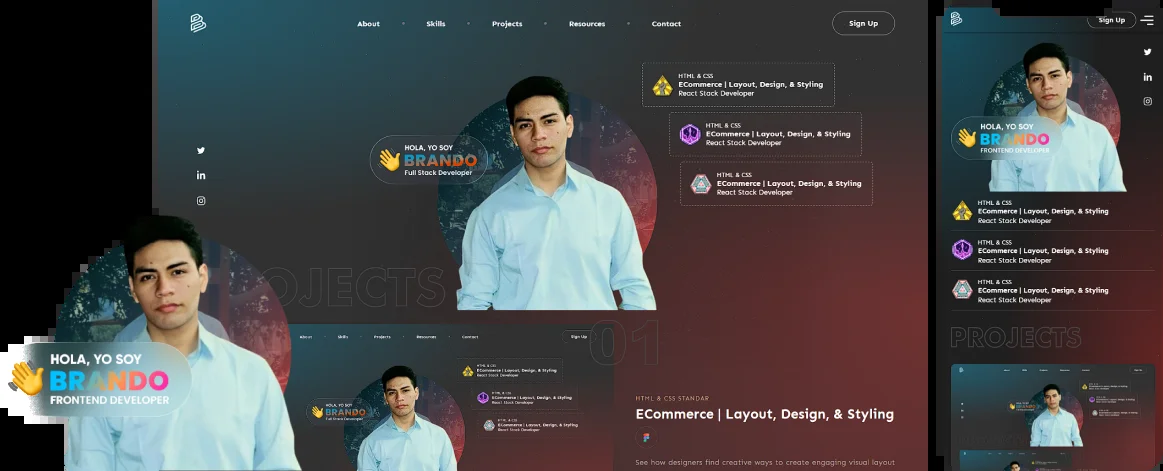 About
Skills
Projects
Resources
Contact
Sign Up
HTML & CSS
ECommerce | Layout, Design, & Styling
React Stack Developer
HTML & CSS
ECommerce | Layout, Design, & Styling
React Stack Developer
HTML & CSS
ECommerce | Layout, Design, & Styling
React Stack Developer
HOLA, YO SOY
BRANDO
Full Stack Developer
OJECTS
01
About
Skills
Projects
Resources
Contact
Sign Up
HOLA, YO SOY
BRANDO
Full Stack Developer
HTML & CSS
ECommerce | Layout, Design, & Styling
React Stack Developer
HTML & CSS
ECommerce | Layout, Design, & Styling
React Stack Developer
HTML & CSS
ECommerce | Layout, Design, & Styling
React Stack Developer
HTML & CSS STANDAR
ECommerce | Layout, Design, & Styling
See how designers find creative ways to create engaging visual layout
HOLA, YO SOY
BRANDO
FRONTEND DEVELOPER
Sign Up
HOLA, YO SOY
BRANDO
FRONTEND DEVELOPER
HTML & CSS
ECommerce | Layout, Design, & Styling
React Stack Developer
HTML & CSS
ECommerce | Layout, Design, & Styling
React Stack Developer
HTML & CSS
ECommerce | Layout, Design, & Styling
React Stack Developer
PROJECTS